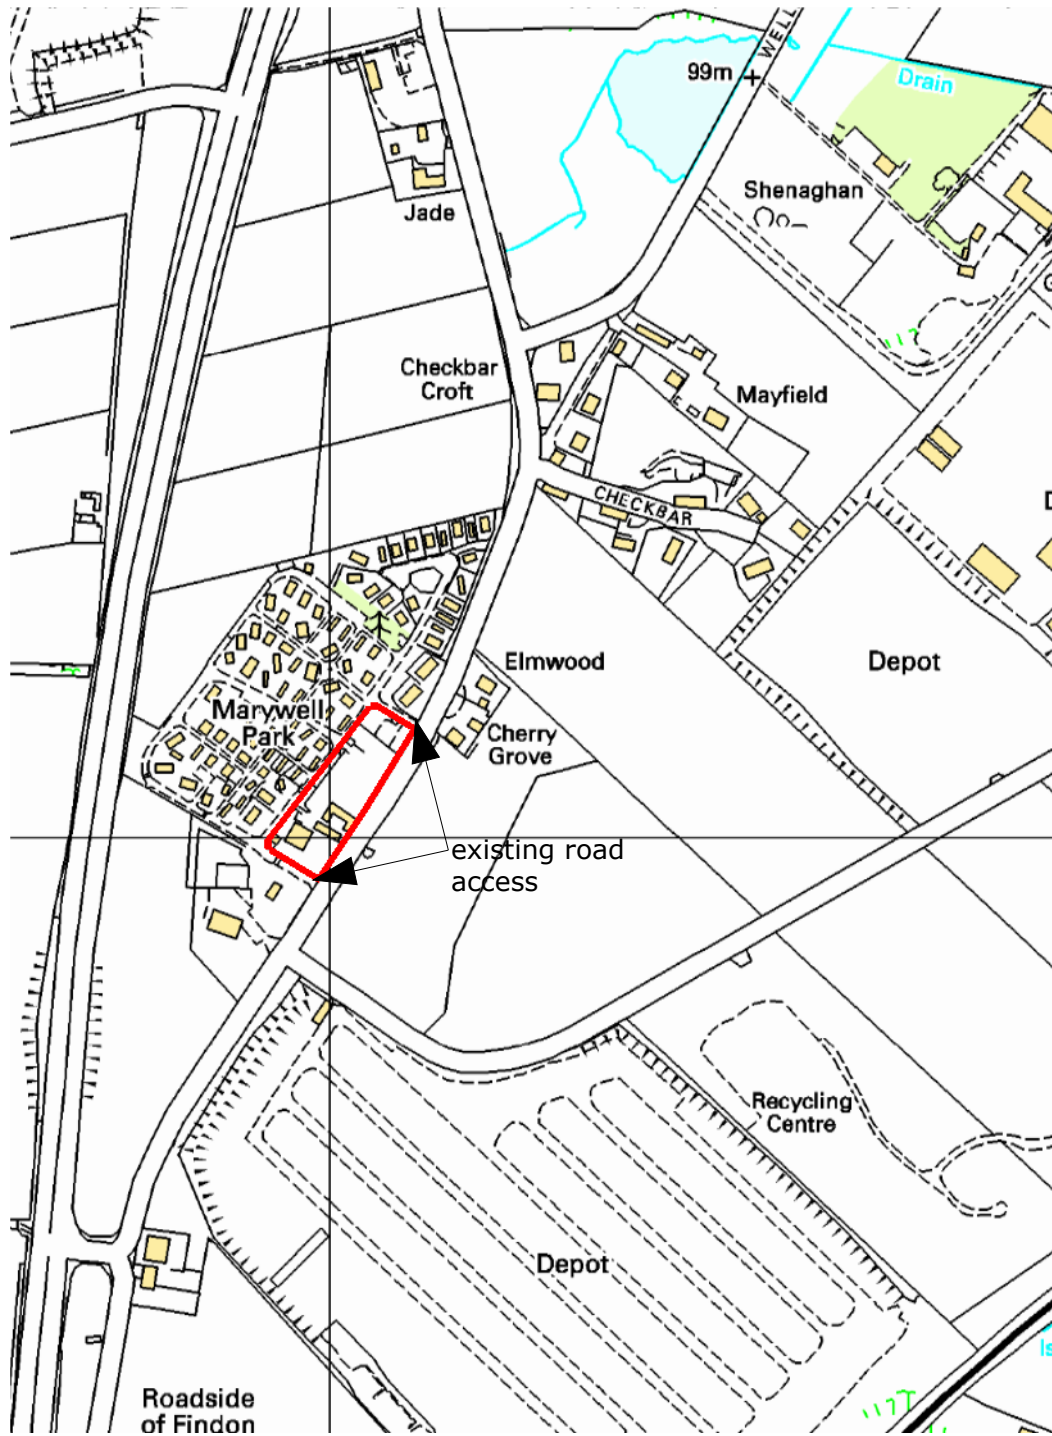 WELL
99m
Drain
Shenaghan
Jade
Checkbar
Croft
Mayfield
CHECKBAR
Elmwood
Depot
Marywell
Park
Cherry
Grove
existing road
access
Recycling
Centre
Depot
Roadside
of Findon